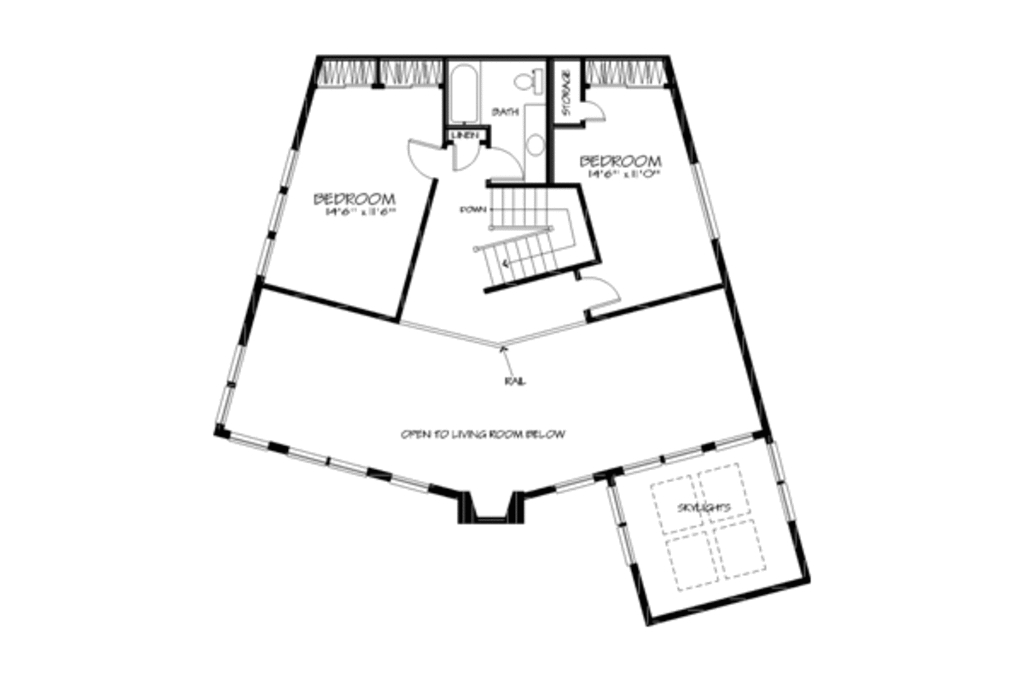 STORAGE
BATH
LINEN
BEDROOM
14'6" x 11'0"
BEDROOM
14'6" x 11'6"
DOWN
RAIL
OPEN TO LIVING ROOM BELOW
SKYLIGHTS